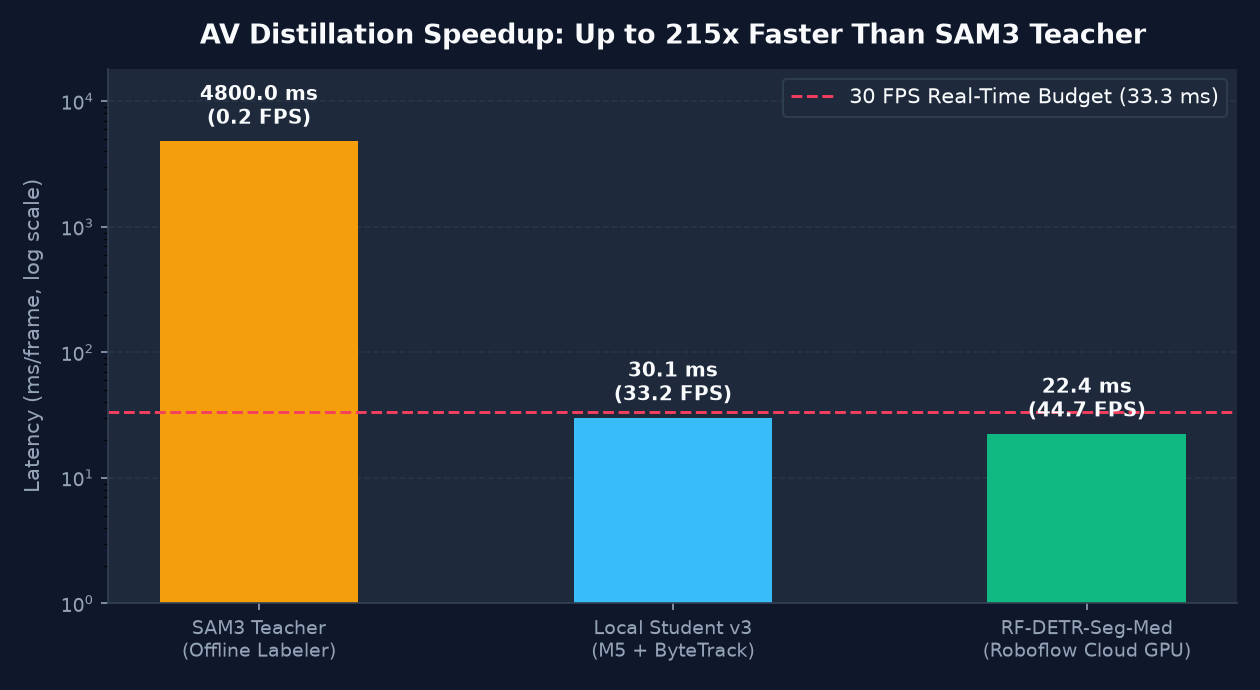 AV Distillation Speedup: Up to 215x Faster Than SAM3 Teacher
30 FPS Real-Time Budget (33.3 ms)
Latency (ms/frame, log scale)
10⁴
10³
10²
10¹
10⁰
4800.0 ms
(0.2 FPS)
30.1 ms
(33.2 FPS)
22.4 ms
(44.7 FPS)
SAM3 Teacher
(Offline Labeler)
Local Student v3
(M5 + ByteTrack)
RF-DETR-Seg-Med
(Roboflow Cloud GPU)